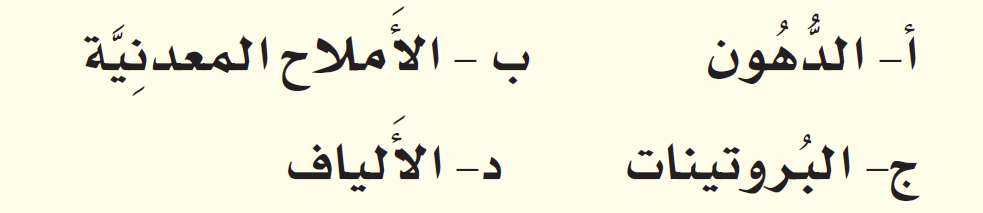 أ- الدُّهُون ب - الأَملاح المعدنِيَّة
ج- البُروتينات د- الأَلياف